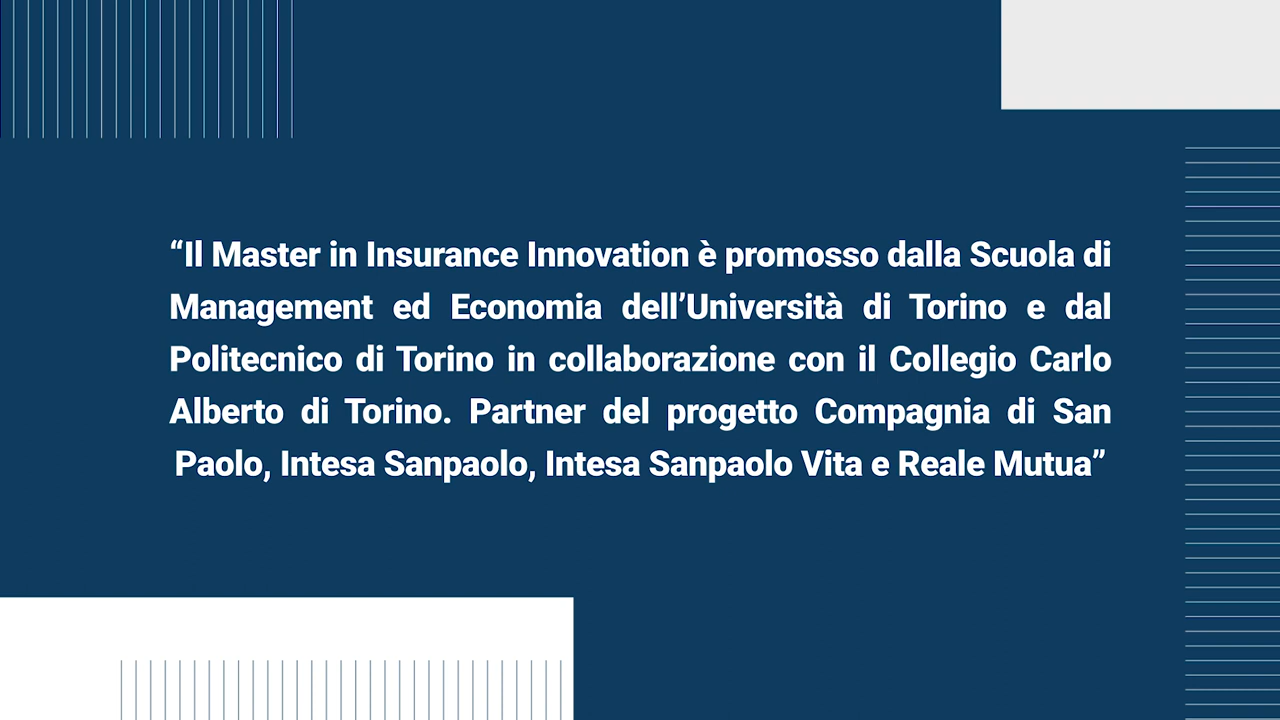 “Il Master in Insurance Innovation è promosso dalla Scuola di
Management ed Economia dell’Università di Torino e dal
Politecnico di Torino in collaborazione con il Collegio Carlo
Alberto di Torino. Partner del progetto Compagnia di San
Paolo, Intesa Sanpaolo, Intesa Sanpaolo Vita e Reale Mutua”